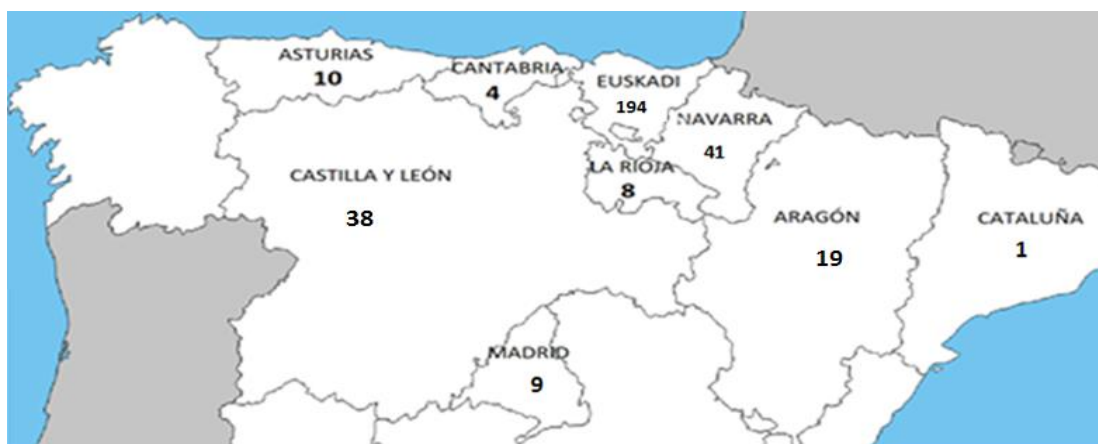 ASTURIAS
10
CANTABRIA
4
EUSKADI
194
NAVARRA
41
LA RIOJA
8
CASTILLA Y LEÓN
38
ARAGÓN
19
CATALUÑA
1
MADRID
9